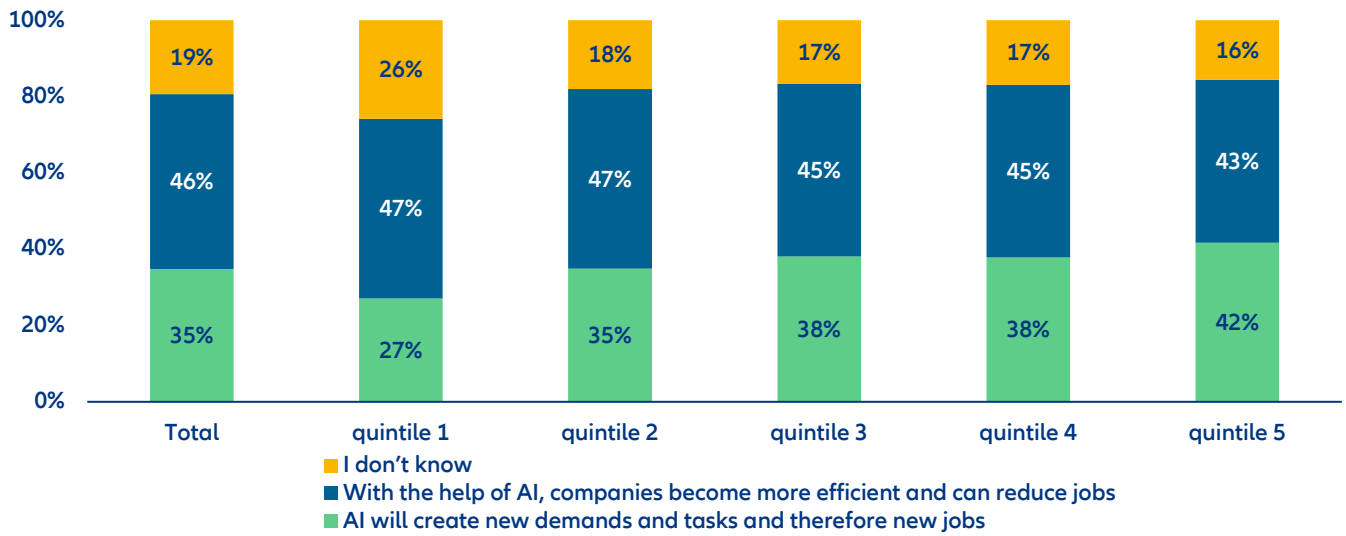 100%
80%
60%
40%
20%
0%
19%
46%
35%
26%
47%
27%
18%
47%
35%
17%
45%
38%
17%
45%
38%
16%
43%
42%
Total
quintile 1
quintile 2
quintile 3
quintile 4
quintile 5
I don’t know
With the help of AI, companies become more efficient and can reduce jobs
AI will create new demands and tasks and therefore new jobs